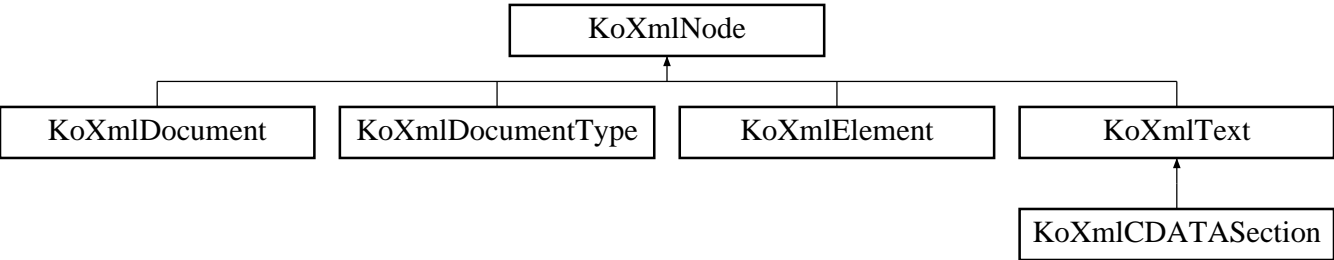 KoXmlNode
KoXmlDocument
KoXmlDocumentType
KoXmlElement
KoXmlText
KoXmlCDATASection